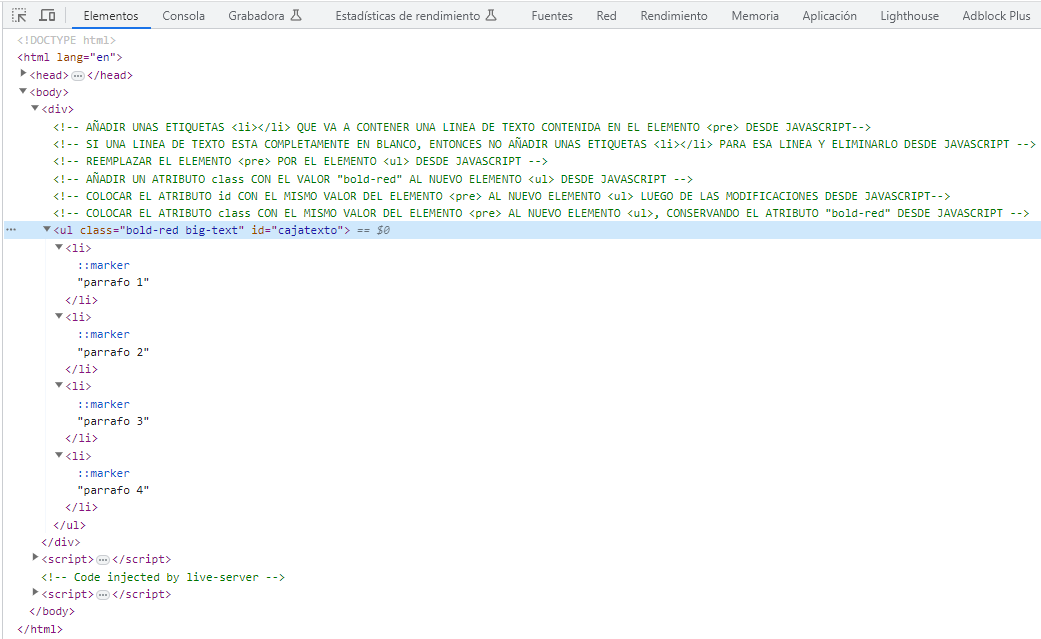 Elementos Consola Grabadora Estadísticas de rendimiento Fuentes Red Rendimiento Memoria Aplicación Lighthouse Adblock Plus
<!DOCTYPE html>
<html lang="en">
<head> ⋯ </head>
<body>
<div>
<!-- AÑADIR UNAS ETIQUETAS <li></li> QUE VA A CONTENER UNA LINEA DE TEXTO CONTENIDA EN EL ELEMENTO <pre> DESDE JAVASCRIPT-->
<!-- SI UNA LINEA DE TEXTO ESTA COMPLETAMENTE EN BLANCO, ENTONCES NO AÑADIR UNAS ETIQUETAS <li></li> PARA ESA LINEA Y ELIMINARLO DESDE JAVASCRIPT -->
<!-- REEMPLAZAR EL ELEMENTO <pre> POR EL ELEMENTO <ul> DESDE JAVASCRIPT -->
<!-- AÑADIR UN ATRIBUTO class CON EL VALOR "bold-red" AL NUEVO ELEMENTO <ul> DESDE JAVASCRIPT -->
<!-- COLOCAR EL ATRIBUTO id CON EL MISMO VALOR DEL ELEMENTO <pre> AL NUEVO ELEMENTO <ul> LUEGO DE LAS MODIFICACIONES DESDE JAVASCRIPT-->
<!-- COLOCAR EL ATRIBUTO class CON EL MISMO VALOR DEL ELEMENTO <pre> AL NUEVO ELEMENTO <ul>, CONSERVANDO EL ATRIBUTO "bold-red" DESDE JAVASCRIPT -->
<ul class="bold-red big-text" id="cajatexto"> == $0
<li>
::marker
"parrafo 1"
</li>
<li>
::marker
"parrafo 2"
</li>
<li>
::marker
"parrafo 3"
</li>
<li>
::marker
"parrafo 4"
</li>
</ul>
</div>
<script> ⋯ </script>
<!-- Code injected by live-server -->
<script> ⋯ </script>
</body>
</html>